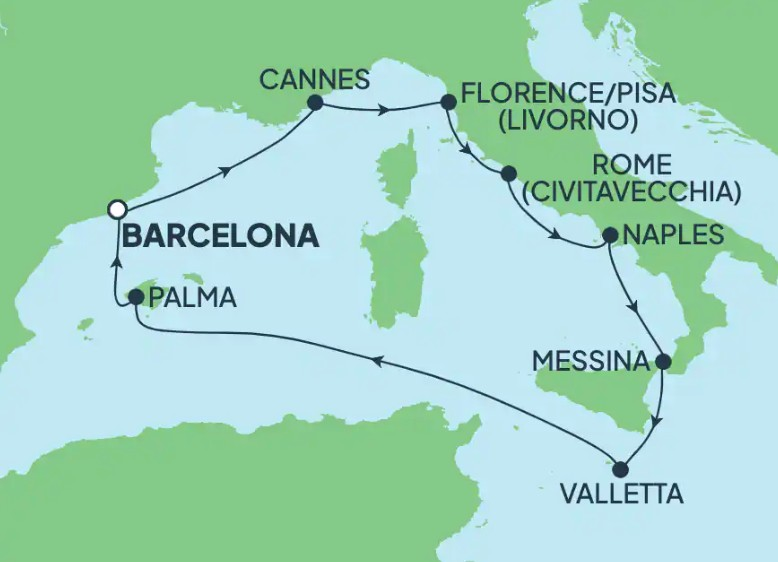 CANNES
FLORENCE/PISA
(LIVORNO)
ROME
(CIVITAVECCHIA)
BARCELONA
NAPLES
PALMA
MESSINA
VALLETTA